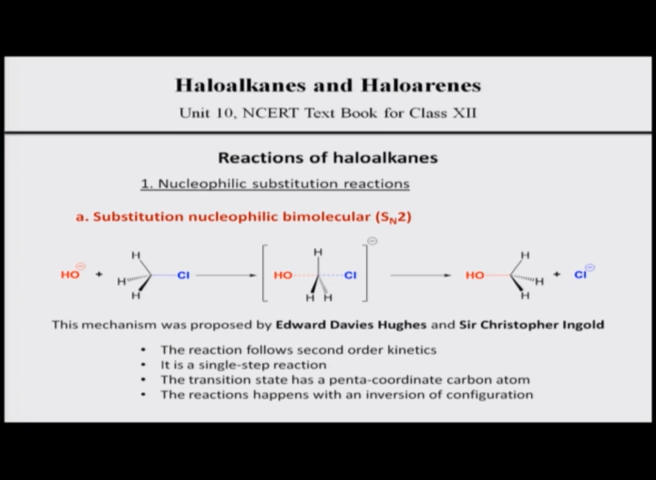 Haloalkanes and Haloarenes
Unit 10, NCERT Text Book for Class XII
Reactions of haloalkanes
1. Nucleophilic substitution reactions
a. Substitution nucleophilic bimolecular (SN2)
HO⊖ + H H H Cl [HO H H H Cl]⊖ HO H H H + Cl⊖
This mechanism was proposed by Edward Davies Hughes and Sir Christopher Ingold
• The reaction follows second order kinetics
• It is a single-step reaction
• The transition state has a penta-coordinate carbon atom
• The reactions happens with an inversion of configuration